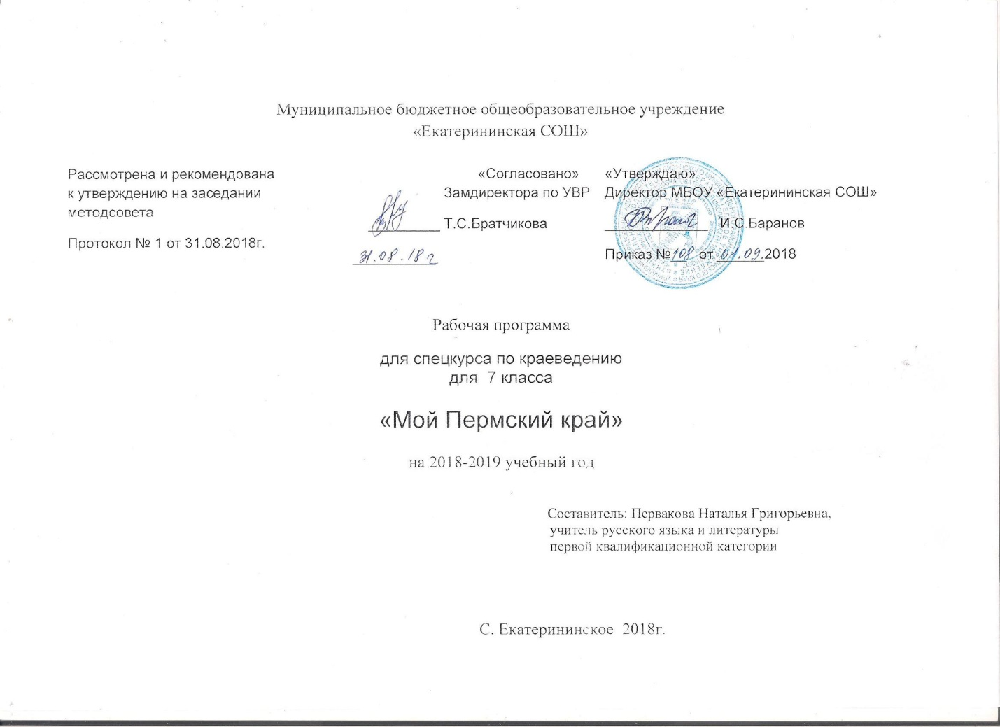 Муниципальное бюджетное общеобразовательное учреждение
«Екатерининская СОШ»
Рассмотрена и рекомендована
к утверждению на заседании
методсовета
Протокол № 1 от 31.08.2018г.
«Согласовано»
Замдиректора по УВР
Т.С.Братчикова
31.08.18г
«Утверждаю»
Директор МБОУ «Екатерининская СОШ»
И.С.Баранов
Приказ № 108 от 01.09.2018
Рабочая программа
для спецкурса по краеведению
для 7 класса
«Мой Пермский край»
на 2018-2019 учебный год
Составитель: Первакова Наталья Григорьевна,
учитель русского языка и литературы
первой квалификационной категории
С. Екатерининское 2018г.